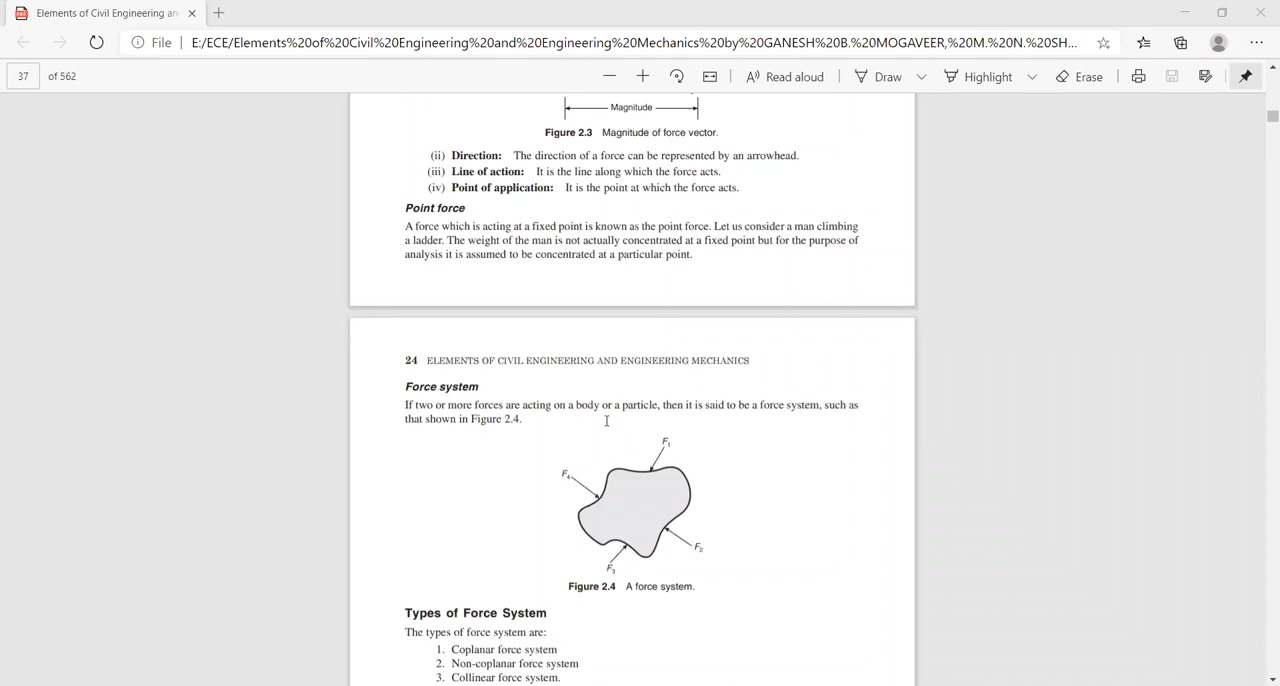 Elements of Civil Engineering an
File
E:/ECE/Elements%20of%20Civil%20Engineering%20and%20Engineering%20Mechanics%20by%20GANESH%20B.%20MOGAVEER,%20M.%20N.%20SH...
37 of 562
Read aloud
Draw
Highlight
Erase
Magnitude
Figure 2.3 Magnitude of force vector.
(ii) Direction: The direction of a force can be represented by an arrowhead.
(iii) Line of action: It is the line along which the force acts.
(iv) Point of application: It is the point at which the force acts.
Point force
A force which is acting at a fixed point is known as the point force. Let us consider a man climbing
a ladder. The weight of the man is not actually concentrated at a fixed point but for the purpose of
analysis it is assumed to be concentrated at a particular point.
24 ELEMENTS OF CIVIL ENGINEERING AND ENGINEERING MECHANICS
Force system
If two or more forces are acting on a body or a particle, then it is said to be a force system, such as
that shown in Figure 2.4.
F₁
F₄
F₂
F₃
Figure 2.4 A force system.
Types of Force System
The types of force system are:
1. Coplanar force system
2. Non-coplanar force system
3. Collinear force system.